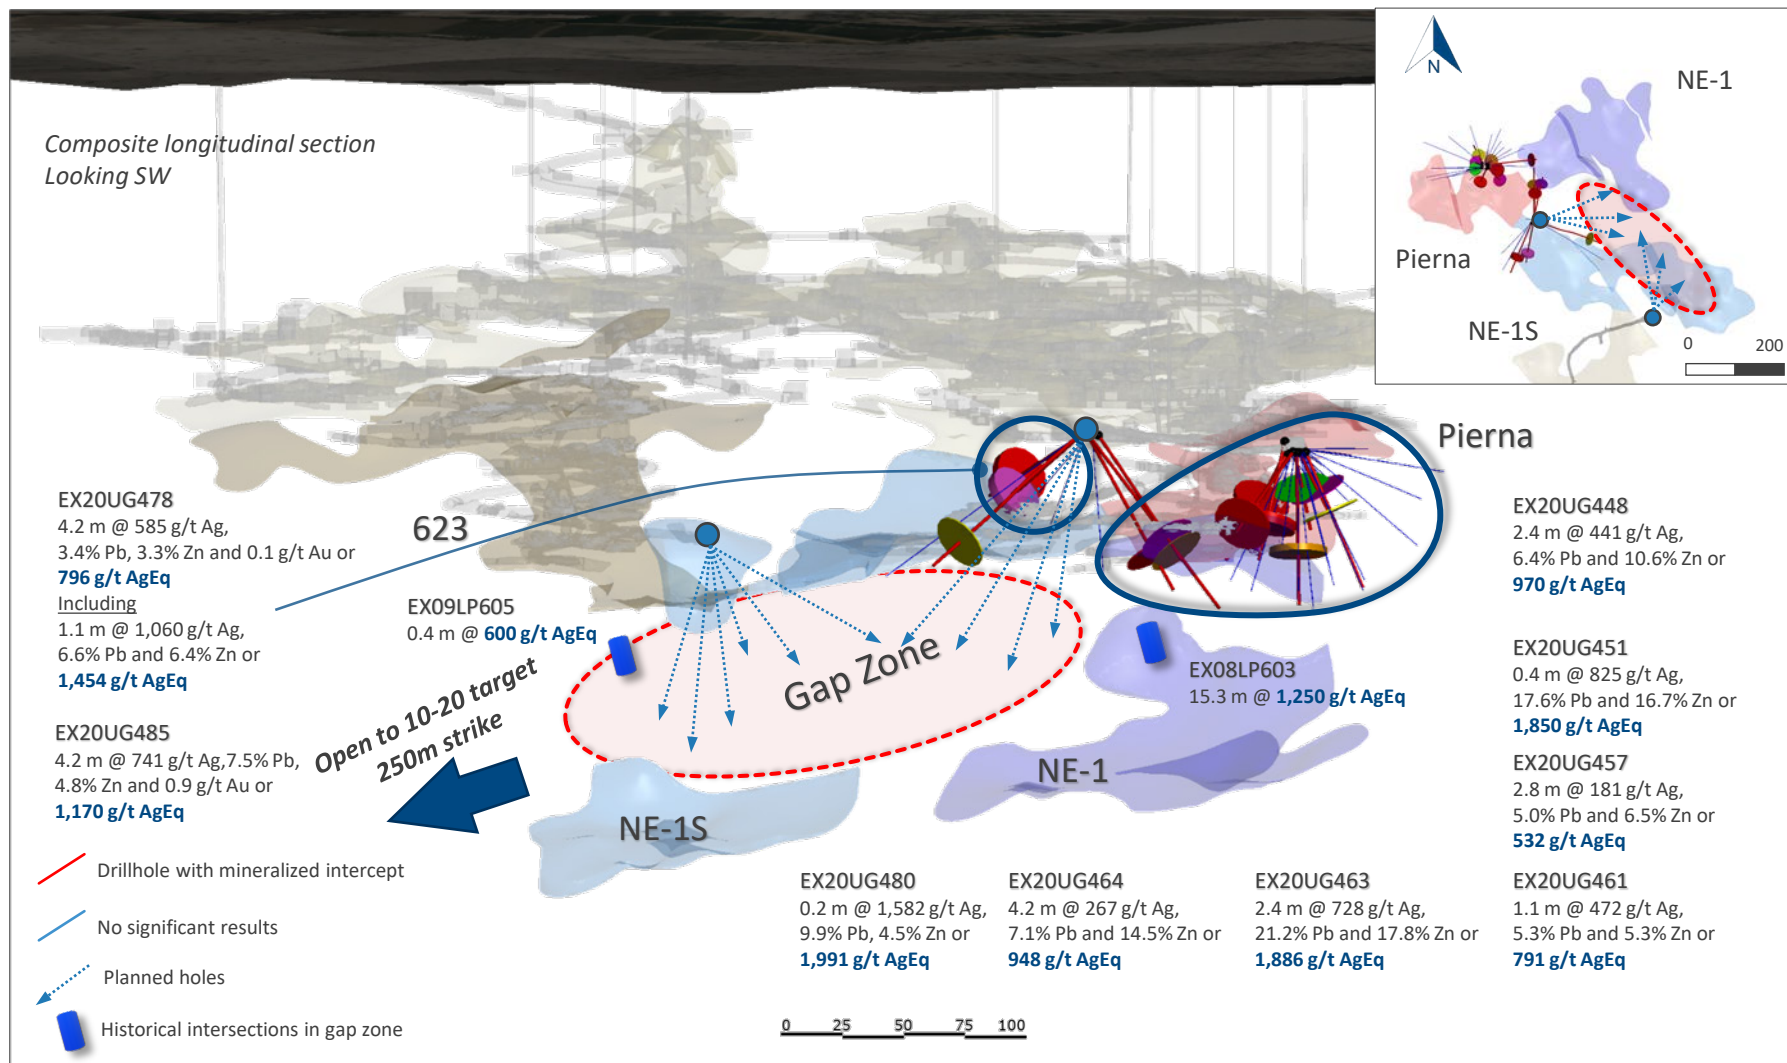 Composite longitudinal section
Looking SW
N
NE-1
Pierna
NE-1S
0 200
Pierna
623
EX20UG478
4.2 m @ 585 g/t Ag,
3.4% Pb, 3.3% Zn and 0.1 g/t Au or
796 g/t AgEq
Including
1.1 m @ 1,060 g/t Ag,
6.6% Pb and 6.4% Zn or
1,454 g/t AgEq
EX20UG485
4.2 m @ 741 g/t Ag,7.5% Pb,
4.8% Zn and 0.9 g/t Au or
1,170 g/t AgEq
EX09LP605
0.4 m @ 600 g/t AgEq
Gap Zone
Open to 10-20 target
250m strike
EX08LP603
15.3 m @ 1,250 g/t AgEq
NE-1
NE-1S
EX20UG448
2.4 m @ 441 g/t Ag,
6.4% Pb and 10.6% Zn or
970 g/t AgEq
EX20UG451
0.4 m @ 825 g/t Ag,
17.6% Pb and 16.7% Zn or
1,850 g/t AgEq
EX20UG457
2.8 m @ 181 g/t Ag,
5.0% Pb and 6.5% Zn or
532 g/t AgEq
EX20UG480
0.2 m @ 1,582 g/t Ag,
9.9% Pb, 4.5% Zn or
1,991 g/t AgEq
EX20UG464
4.2 m @ 267 g/t Ag,
7.1% Pb and 14.5% Zn or
948 g/t AgEq
EX20UG463
2.4 m @ 728 g/t Ag,
21.2% Pb and 17.8% Zn or
1,886 g/t AgEq
EX20UG461
1.1 m @ 472 g/t Ag,
5.3% Pb and 5.3% Zn or
791 g/t AgEq
Drillhole with mineralized intercept
No significant results
Planned holes
Historical intersections in gap zone
0 25 50 75 100